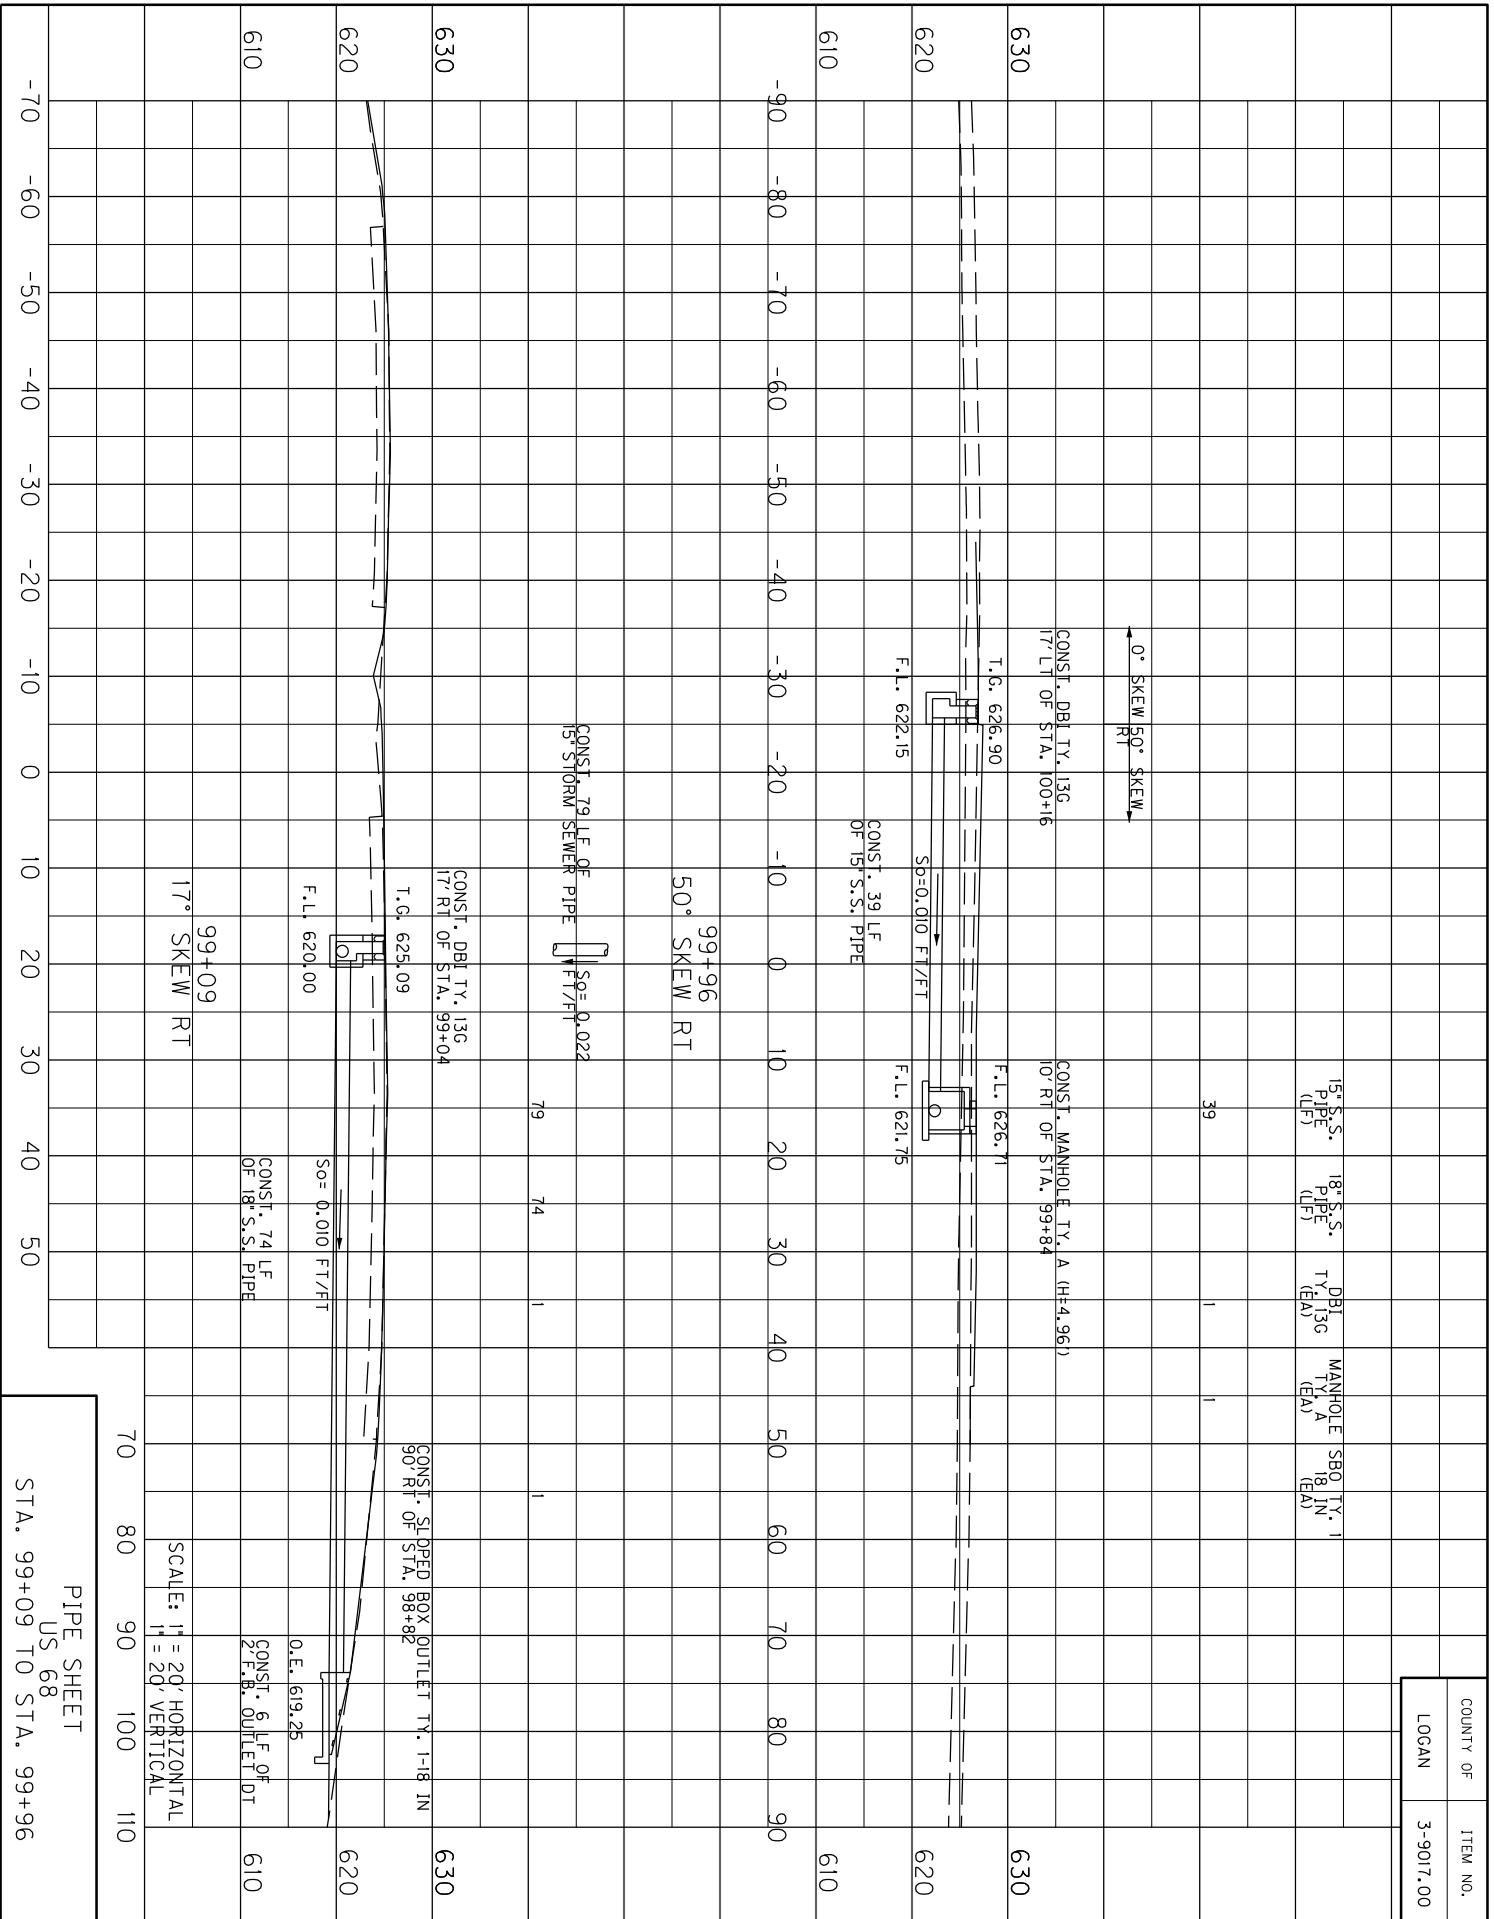 COUNTY OF
ITEM NO.
LOGAN
3-9017.00
15" S.S.
PIPE
(LF)
18" S.S.
PIPE
(LF)
DBI
TY. 13G
(EA)
MANHOLE
TY. A
(EA)
SBO TY. 1
18 IN
(EA)
39
1
1
0° SKEW
50° SKEW
RT
CONST. DBI TY. 13G
17' LT OF STA. 100+16
CONST. MANHOLE TY. A (H=4.96')
10' RT OF STA. 99+84
630
630
T.G. 626.90
F.L. 626.71
620
620
F.L. 622.15
So=0.010 FT/FT
F.L. 621.75
CONST. 39 LF
OF 15" S.S. PIPE
610
610
-90 -80 -70 -60 -50 -40 -30 -20 -10 0 10 20 30 40 50 60 70 80 90
99+96
50° SKEW RT
CONST. 79 LF OF
15" STORM SEWER PIPE
So= 0.022
FT/FT
79
74
1
1
CONST. DBI TY. 13G
17' RT OF STA. 99+04
CONST. SLOPED BOX OUTLET TY. 1-18 IN
90' RT OF STA. 98+82
630
630
T.G. 625.09
620
620
F.L. 620.00
So= 0.010 FT/FT
O.E. 619.25
CONST. 74 LF
OF 18" S.S. PIPE
CONST. 6 LF OF
2' F.B. OUTLET DT
610
610
99+09
17° SKEW RT
SCALE: 1" = 20' HORIZONTAL
1" = 20' VERTICAL
70 80 90 100 110
-70 -60 -50 -40 -30 -20 -10 0 10 20 30 40 50
PIPE SHEET
US 68
STA. 99+09 TO STA. 99+96